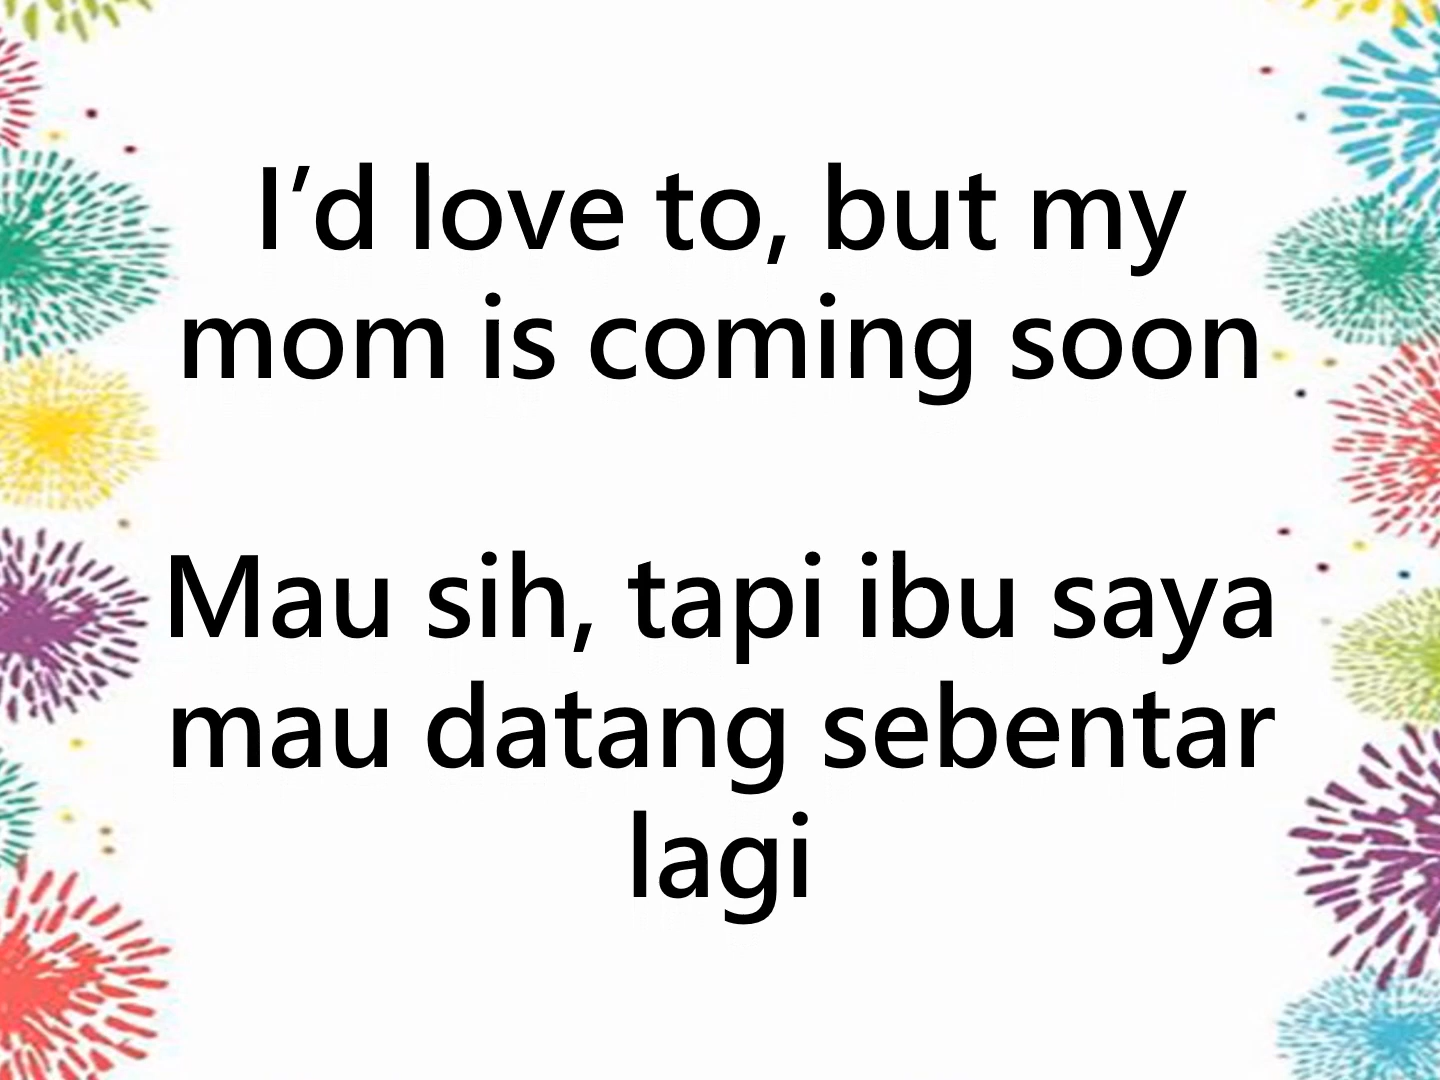 I’d love to, but my
mom is coming soon
Mau sih, tapi ibu saya
mau datang sebentar
lagi